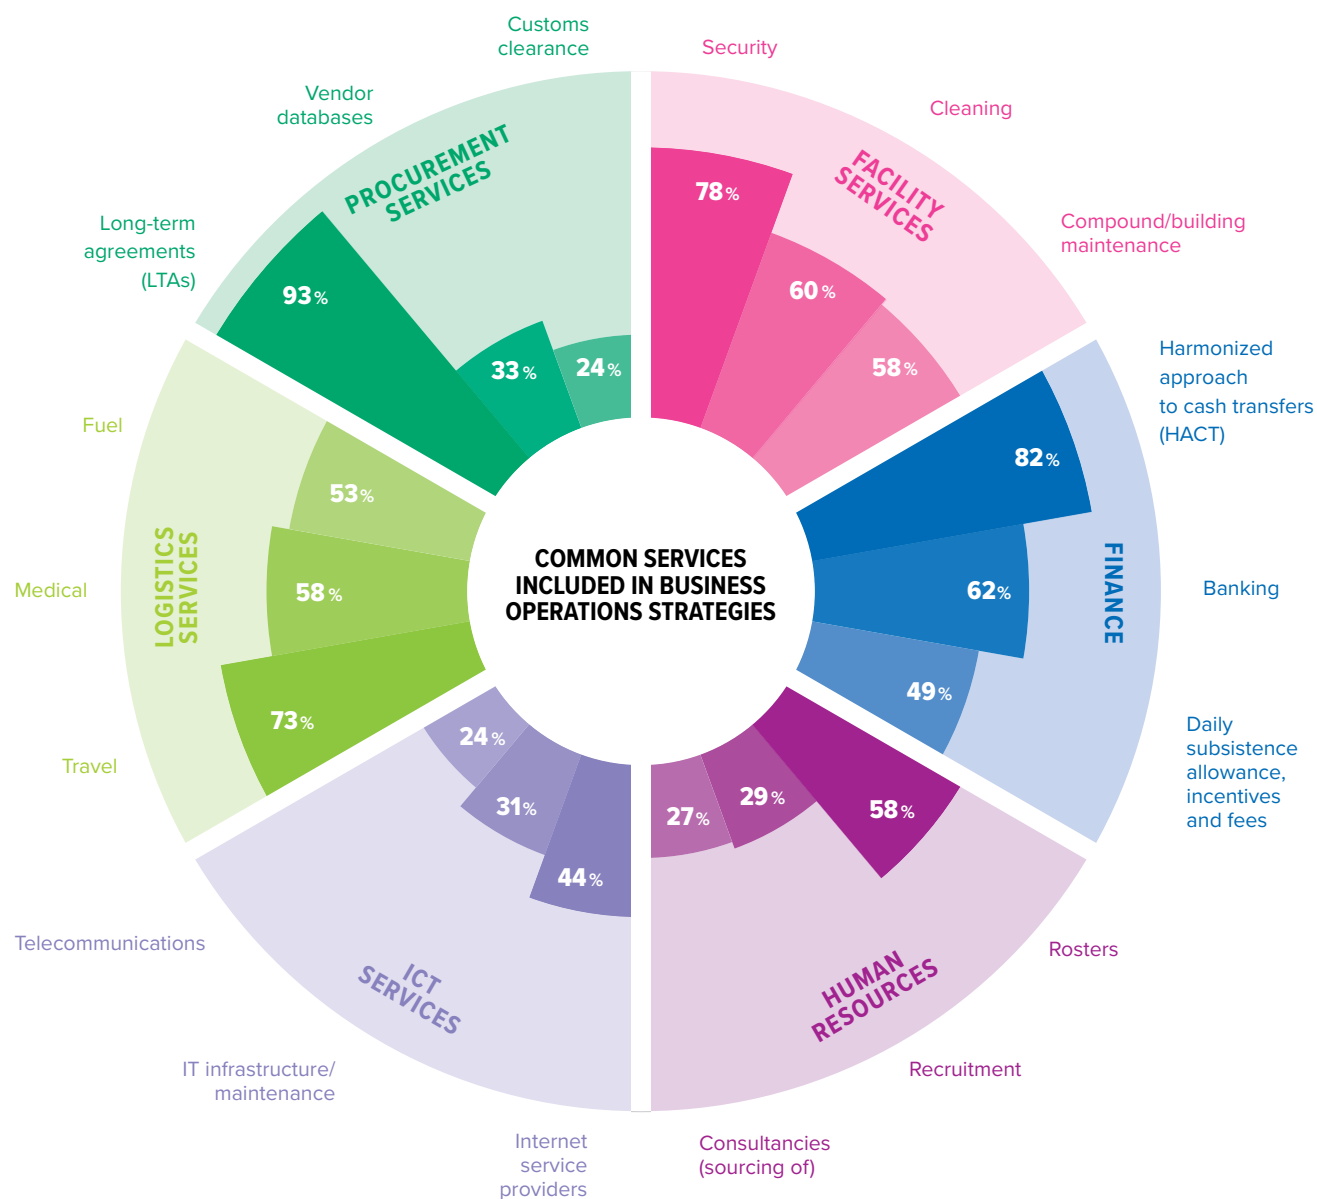 Customs
clearance
Security
Vendor
databases
Cleaning
PROCUREMENT
SERVICES
FACILITY
SERVICES
78%
Long-term
agreements
(LTAs)
Compound/building
maintenance
93%
60%
33%
24%
58%
Harmonized
approach
to cash transfers
(HACT)
Fuel
82%
53%
LOGISTICS
SERVICES
Medical
58%
COMMON SERVICES
INCLUDED IN BUSINESS
OPERATIONS STRATEGIES
62%
FINANCE
Banking
73%
49%
Travel
24%
Daily
subsistence
allowance,
incentives
and fees
31%
44%
27%
29%
58%
Telecommunications
ICT
SERVICES
HUMAN
RESOURCES
Rosters
IT infrastructure/
maintenance
Recruitment
Internet
service
providers
Consultancies
(sourcing of)